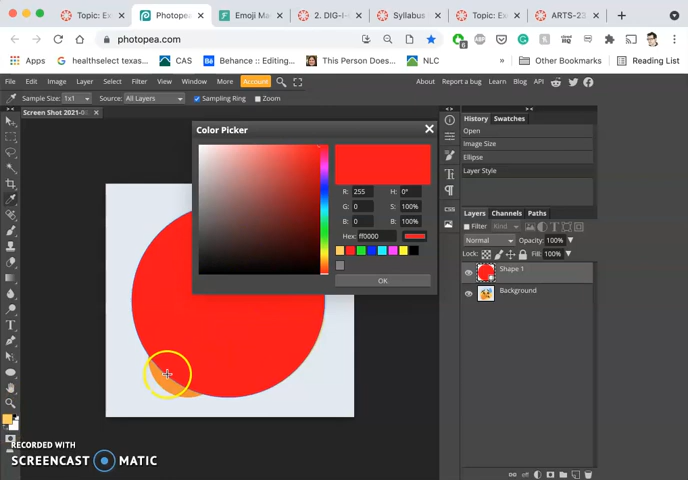 Topic: Ex
Photopea
Emoji Ma
2. DIG-I-
Syllabus
Topic: Ex
ARTS-23
photopea.com
6
Apps
healthselect texas...
CAS
Behance :: Editing...
This Person Does...
NLC
Other Bookmarks
Reading List
File Edit Image Layer Select Filter View Window More Account
About Report a bug Learn Blog API
Sample Size: 1x1 Source: All Layers Sampling Ring Zoom
Screen Shot 2021-0
Color Picker
R: 255 H: 0°
G: 0 S: 100%
B: 0 B: 100%
Hex: ff0000
OK
History Swatches
Open
Image Size
Ellipse
Layer Style
Layers Channels Paths
Filter Kind
Normal Opacity: 100%
Lock: Fill: 100%
Shape 1
Background
CSS
RECORDED WITH
SCREENCAST MATIC